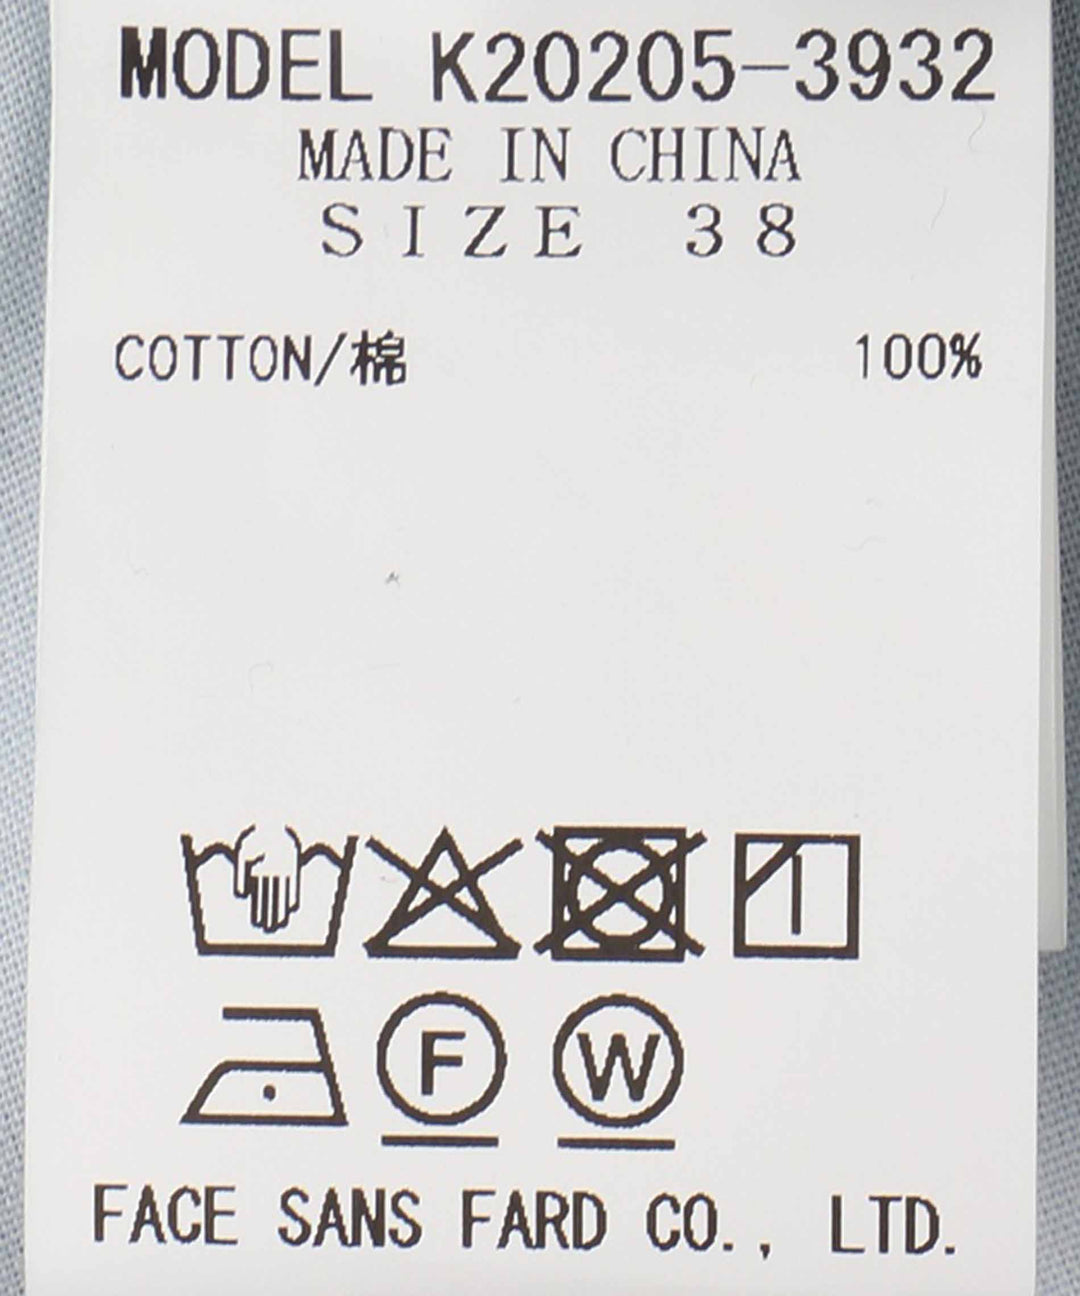 MODEL K20205-3932
MADE IN CHINA
SIZE 38
COTTON/棉 100%
F W
FACE SANS FARD CO., LTD.